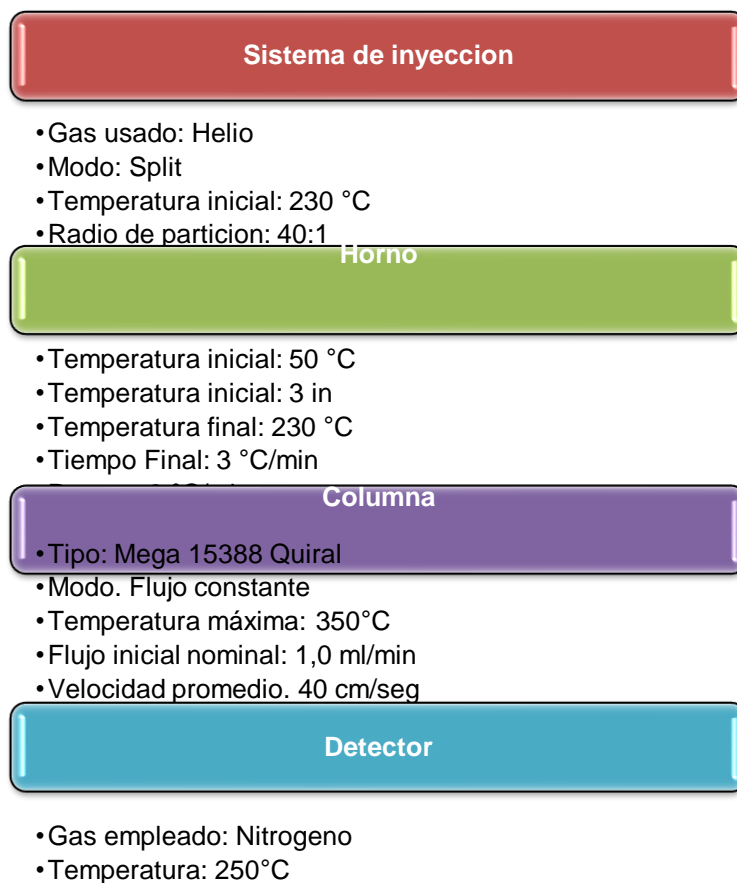 Sistema de inyeccion
•Gas usado: Helio
•Modo: Split
•Temperatura inicial: 230 °C
•Radio de particion: 40:1
Horno
•Temperatura inicial: 50 °C
•Temperatura inicial: 3 in
•Temperatura final: 230 °C
•Tiempo Final: 3 °C/min
Columna
•Tipo: Mega 15388 Quiral
•Modo. Flujo constante
•Temperatura máxima: 350°C
•Flujo inicial nominal: 1,0 ml/min
•Velocidad promedio. 40 cm/seg
Detector
•Gas empleado: Nitrogeno
•Temperatura: 250°C